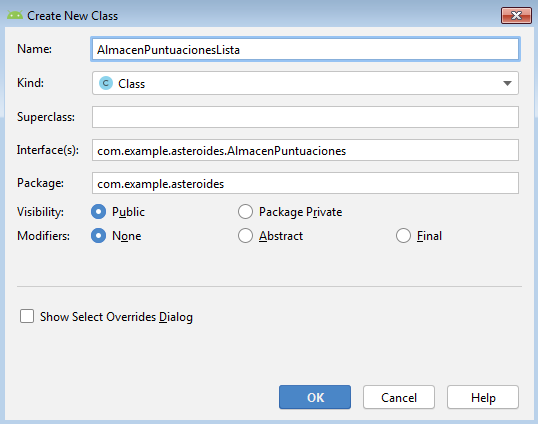 Create New Class
Name: AlmacenPuntuacionesLista
Kind: C Class
Superclass:
Interface(s): com.example.asteroides.AlmacenPuntuaciones
Package: com.example.asteroides
Visibility: Public Package Private
Modifiers: None Abstract Final
Show Select Overrides Dialog
OK Cancel Help